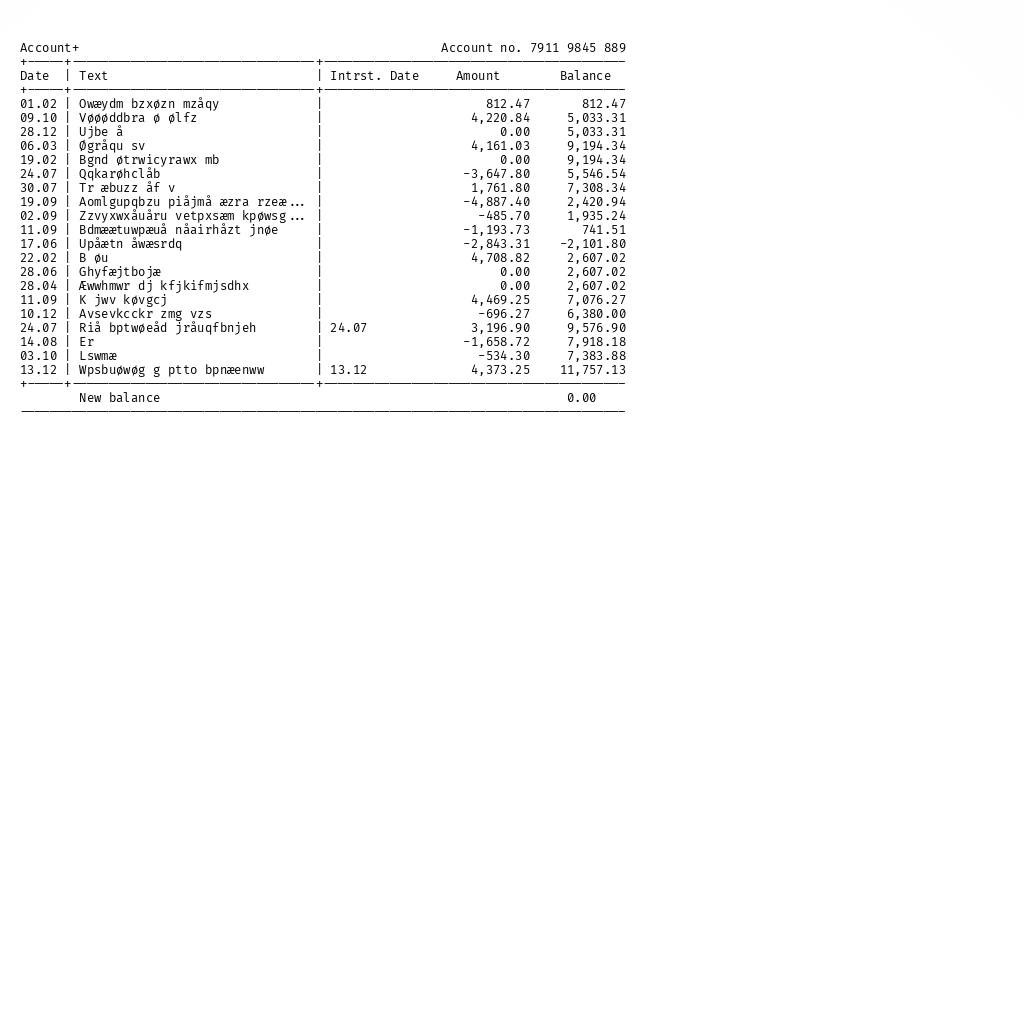 Account+ Account no. 7911 9845 889
+-----+---------------------------------+-----------------------------------------
Date | Text | Intrst. Date Amount Balance
+-----+---------------------------------+-----------------------------------------
01.02 | Owæydm bzxøzn mzåqy | 812.47 812.47
09.10 | Vøøøddbra ø ølfz | 4,220.84 5,033.31
28.12 | Ujbe å | 0.00 5,033.31
06.03 | Øgråqu sv | 4,161.03 9,194.34
19.02 | Bgnd øtrwicyrawx mb | 0.00 9,194.34
24.07 | Qqkarøhclåb | -3,647.80 5,546.54
30.07 | Tr æbuzz åf v | 1,761.80 7,308.34
19.09 | Aomlgupqbzu piåjmå æzra rzeæ... | -4,887.40 2,420.94
02.09 | Zzvyxwxåuåru vetpxsæm kpøwsg... | -485.70 1,935.24
11.09 | Bdmæætuwpæuå nåairhåzt jnøe | -1,193.73 741.51
17.06 | Upåætn åwæsrdq | -2,843.31 -2,101.80
22.02 | B øu | 4,708.82 2,607.02
28.06 | Ghyfæjtbojæ | 0.00 2,607.02
28.04 | Æwwhmwr dj kfjkifmjsdhx | 0.00 2,607.02
11.09 | K jwv køvgcj | 4,469.25 7,076.27
10.12 | Avsevkcckr zmg vzs | -696.27 6,380.00
24.07 | Riå bptwøeåd jråuqfbnjeh | 24.07 3,196.90 9,576.90
14.08 | Er | -1,658.72 7,918.18
03.10 | Lswmæ | -534.30 7,383.88
13.12 | Wpsbuøwøg g ptto bpnæenww | 13.12 4,373.25 11,757.13
+-----+---------------------------------+-----------------------------------------
New balance 0.00
----------------------------------------------------------------------------------